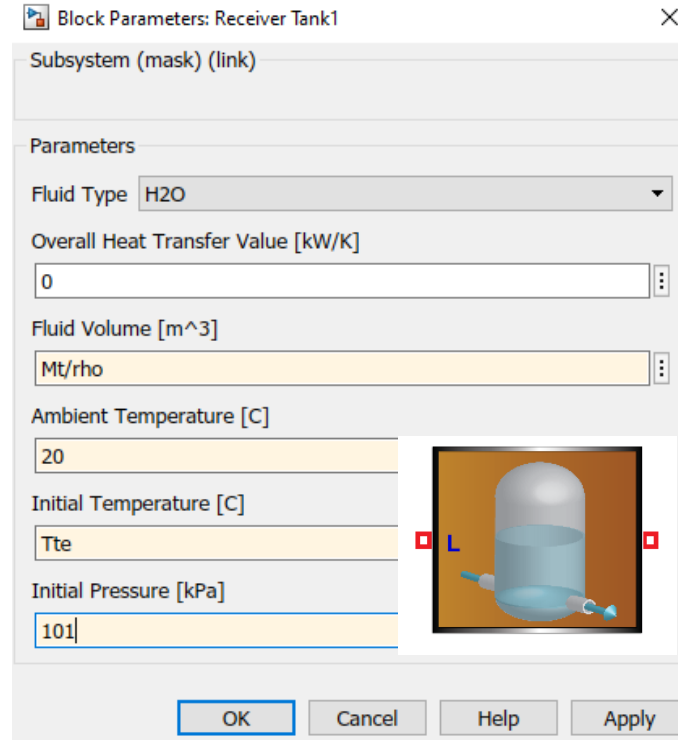 Block Parameters: Receiver Tank1
Subsystem (mask) (link)
Parameters
Fluid Type H2O
Overall Heat Transfer Value [kW/K]
0
Fluid Volume [m^3]
Mt/rho
Ambient Temperature [C]
20
Initial Temperature [C]
Tte
L
Initial Pressure [kPa]
101
OK Cancel Help Apply